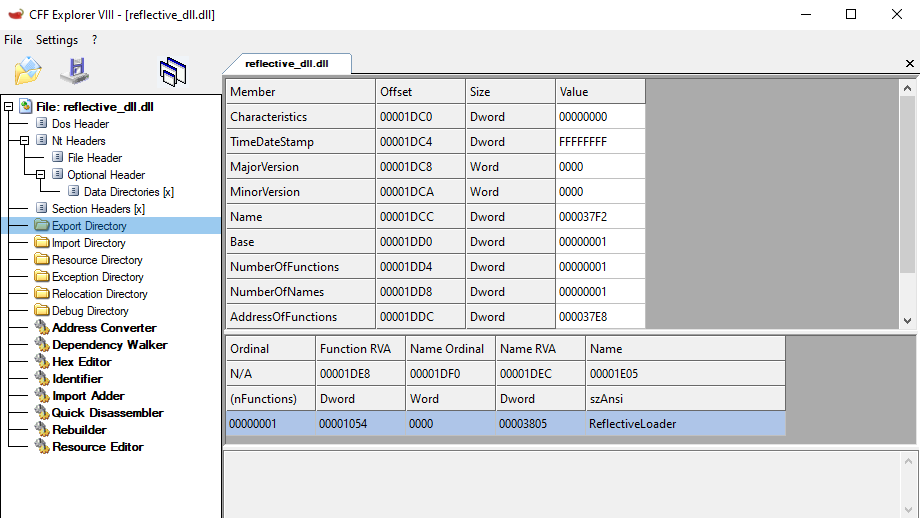 CFF Explorer VIII - [reflective_dll.dll]
File Settings ?
reflective_dll.dll
File: reflective_dll.dll
Dos Header
Nt Headers
File Header
Optional Header
Data Directories [x]
Section Headers [x]
Export Directory
Import Directory
Resource Directory
Exception Directory
Relocation Directory
Debug Directory
Address Converter
Dependency Walker
Hex Editor
Identifier
Import Adder
Quick Disassembler
Rebuilder
Resource Editor
Member Offset Size Value
Characteristics 00001DC0 Dword 00000000
TimeDateStamp 00001DC4 Dword FFFFFFFF
MajorVersion 00001DC8 Word 0000
MinorVersion 00001DCA Word 0000
Name 00001DCC Dword 000037F2
Base 00001DD0 Dword 00000001
NumberOfFunctions 00001DD4 Dword 00000001
NumberOfNames 00001DD8 Dword 00000001
AddressOfFunctions 00001DDC Dword 000037E8
Ordinal Function RVA Name Ordinal Name RVA Name
N/A 00001DE8 00001DF0 00001DEC 00001E05
(nFunctions) Dword Word Dword szAnsi
00000001 00001054 0000 00003805 ReflectiveLoader